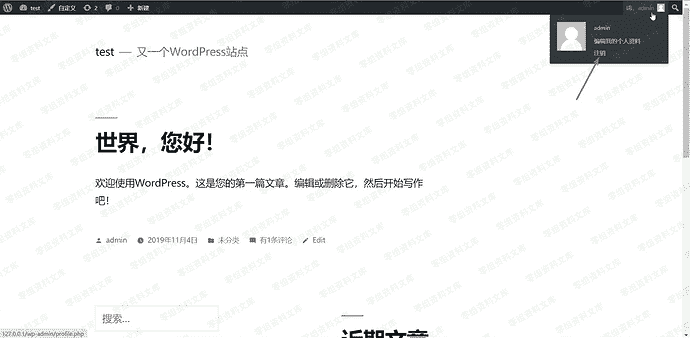 test 自定义 2 0 新建 嗨，admin
admin
编辑我的个人资料
注销
test — 又一个WordPress站点
世界，您好！
欢迎使用WordPress。这是您的第一篇文章。编辑或删除它，然后开始写作
吧！
admin 2019年11月4日 未分类 有1条评论 Edit
搜索…
近期文章
127.0.0.1/wp-admin/profile.php